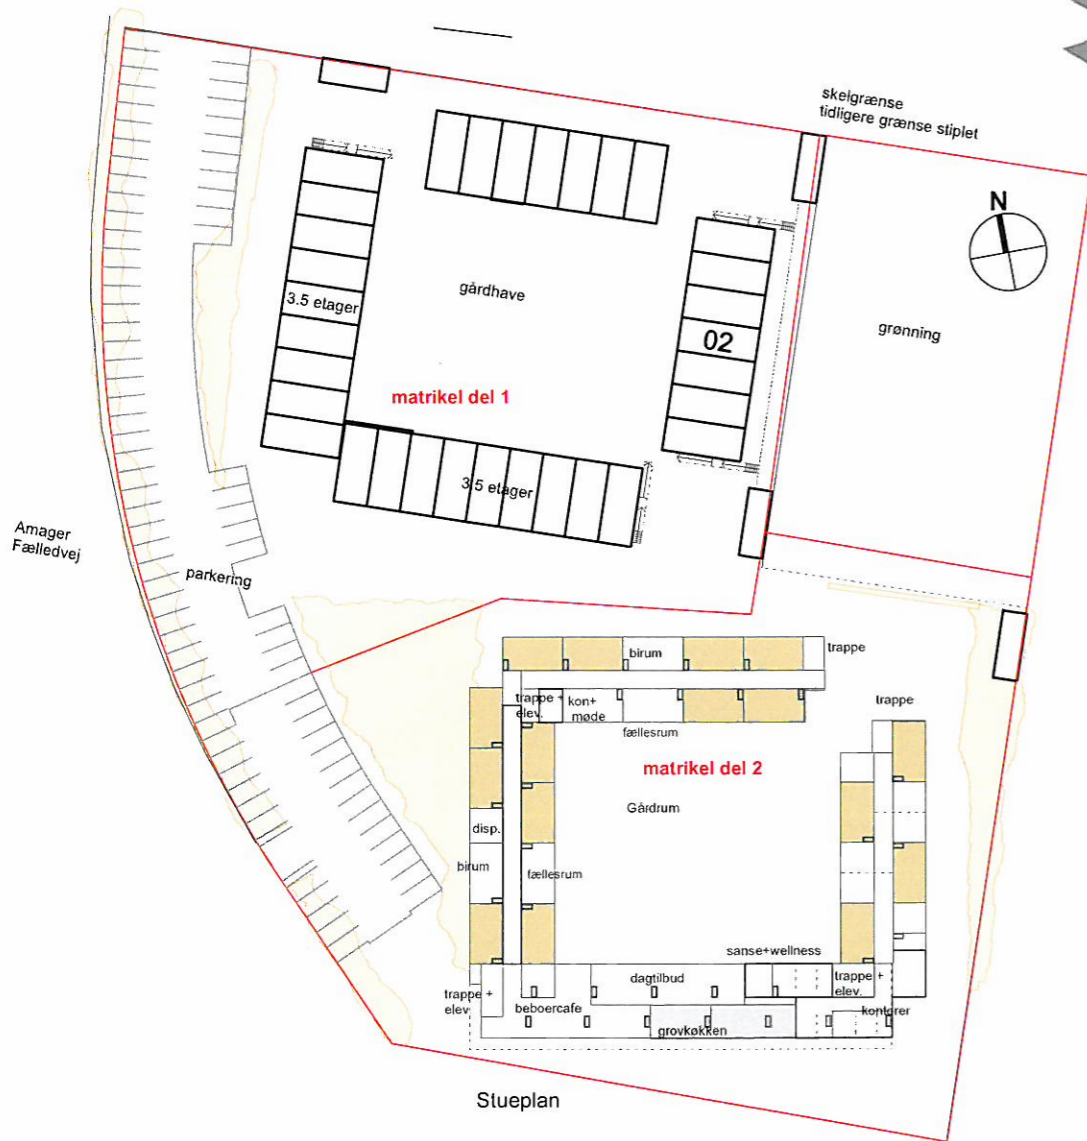 skelgrænse
tidligere grænse stiplet
N
gårdhave
3.5 etager
grønning
02
matrikel del 1
3.5 etager
Amager
Fælledvej
parkering
birum
trappe
trappe +
elev.
kon+
møde
trappe
fællesrum
matrikel del 2
Gårdrum
disp.
birum
fællesrum
sanse+wellness
dagtilbud
trappe +
elev.
trappe +
elev
beboercafe
kontorer
grovkøkken
Stueplan